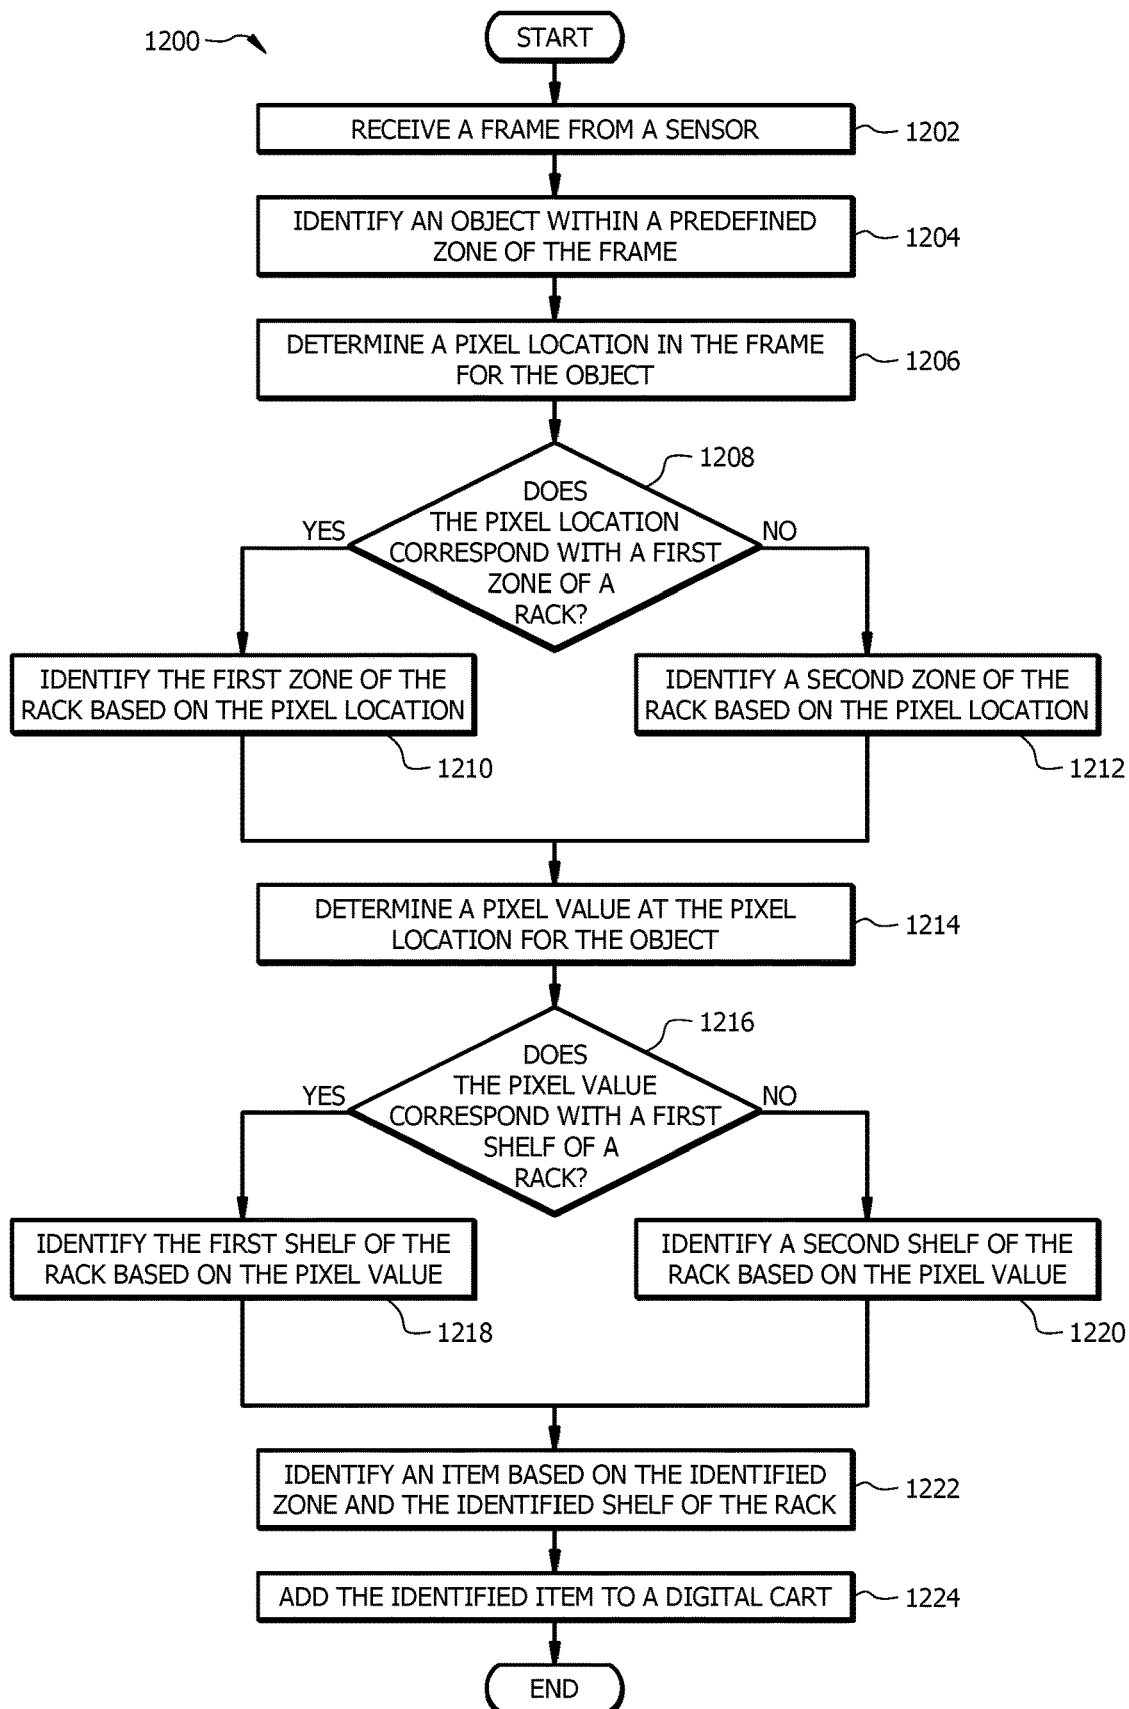 1200
START
RECEIVE A FRAME FROM A SENSOR
1202
IDENTIFY AN OBJECT WITHIN A PREDEFINED
ZONE OF THE FRAME
1204
DETERMINE A PIXEL LOCATION IN THE FRAME
FOR THE OBJECT
1206
1208
DOES
THE PIXEL LOCATION
CORRESPOND WITH A FIRST
ZONE OF A
RACK?
YES
NO
IDENTIFY THE FIRST ZONE OF THE
RACK BASED ON THE PIXEL LOCATION
1210
IDENTIFY A SECOND ZONE OF THE
RACK BASED ON THE PIXEL LOCATION
1212
DETERMINE A PIXEL VALUE AT THE PIXEL
LOCATION FOR THE OBJECT
1214
1216
DOES
THE PIXEL VALUE
CORRESPOND WITH A FIRST
SHELF OF A
RACK?
YES
NO
IDENTIFY THE FIRST SHELF OF THE
RACK BASED ON THE PIXEL VALUE
1218
IDENTIFY A SECOND SHELF OF THE
RACK BASED ON THE PIXEL VALUE
1220
IDENTIFY AN ITEM BASED ON THE IDENTIFIED
ZONE AND THE IDENTIFIED SHELF OF THE RACK
1222
ADD THE IDENTIFIED ITEM TO A DIGITAL CART
1224
END